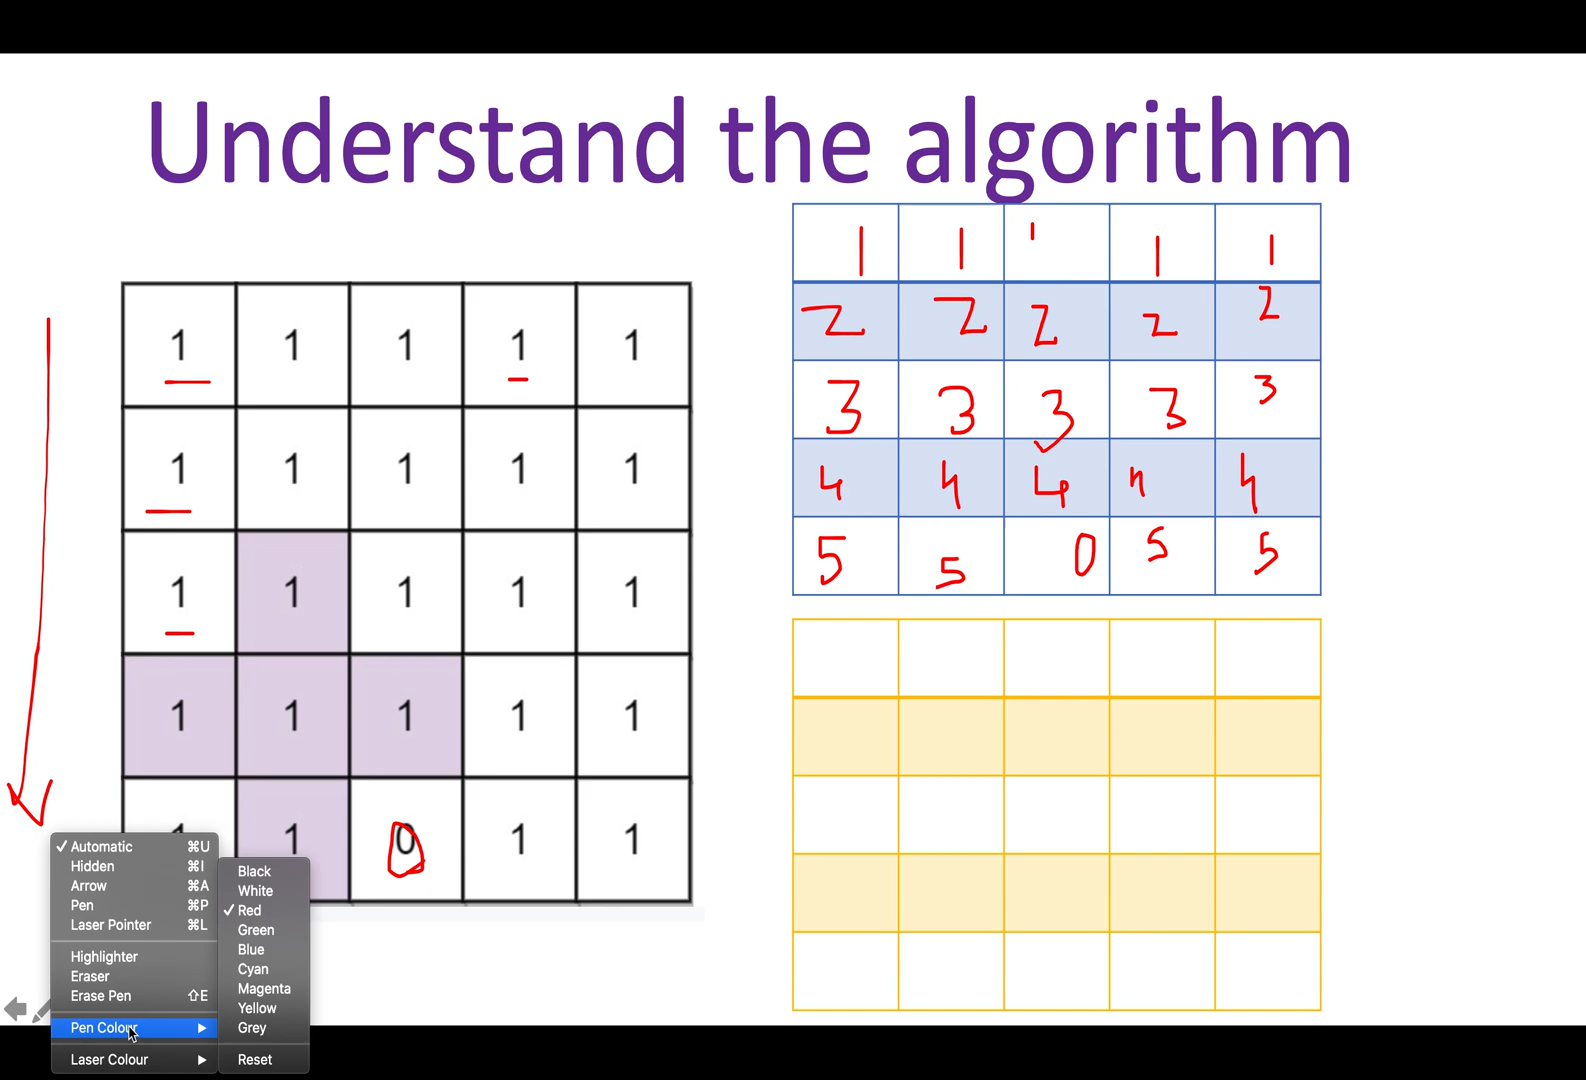 Understand the algorithm
1 1 1 1 1
1 1 1 1 1
1 1 1 1 1
1 1 1 1 1
1 0 1 1
1 1 1 1 1
2 2 2 2 2
3 3 3 3 3
4 4 4 4 4
5 5 0 5 5
✓ Automatic ⌘U
Hidden ⌘I
Arrow ⌘A
Pen ⌘P
Laser Pointer ⌘L
Highlighter
Eraser
Erase Pen ⇧E
Pen Colour ▶
Laser Colour ▶
Black
White
✓ Red
Green
Blue
Cyan
Magenta
Yellow
Grey
Reset